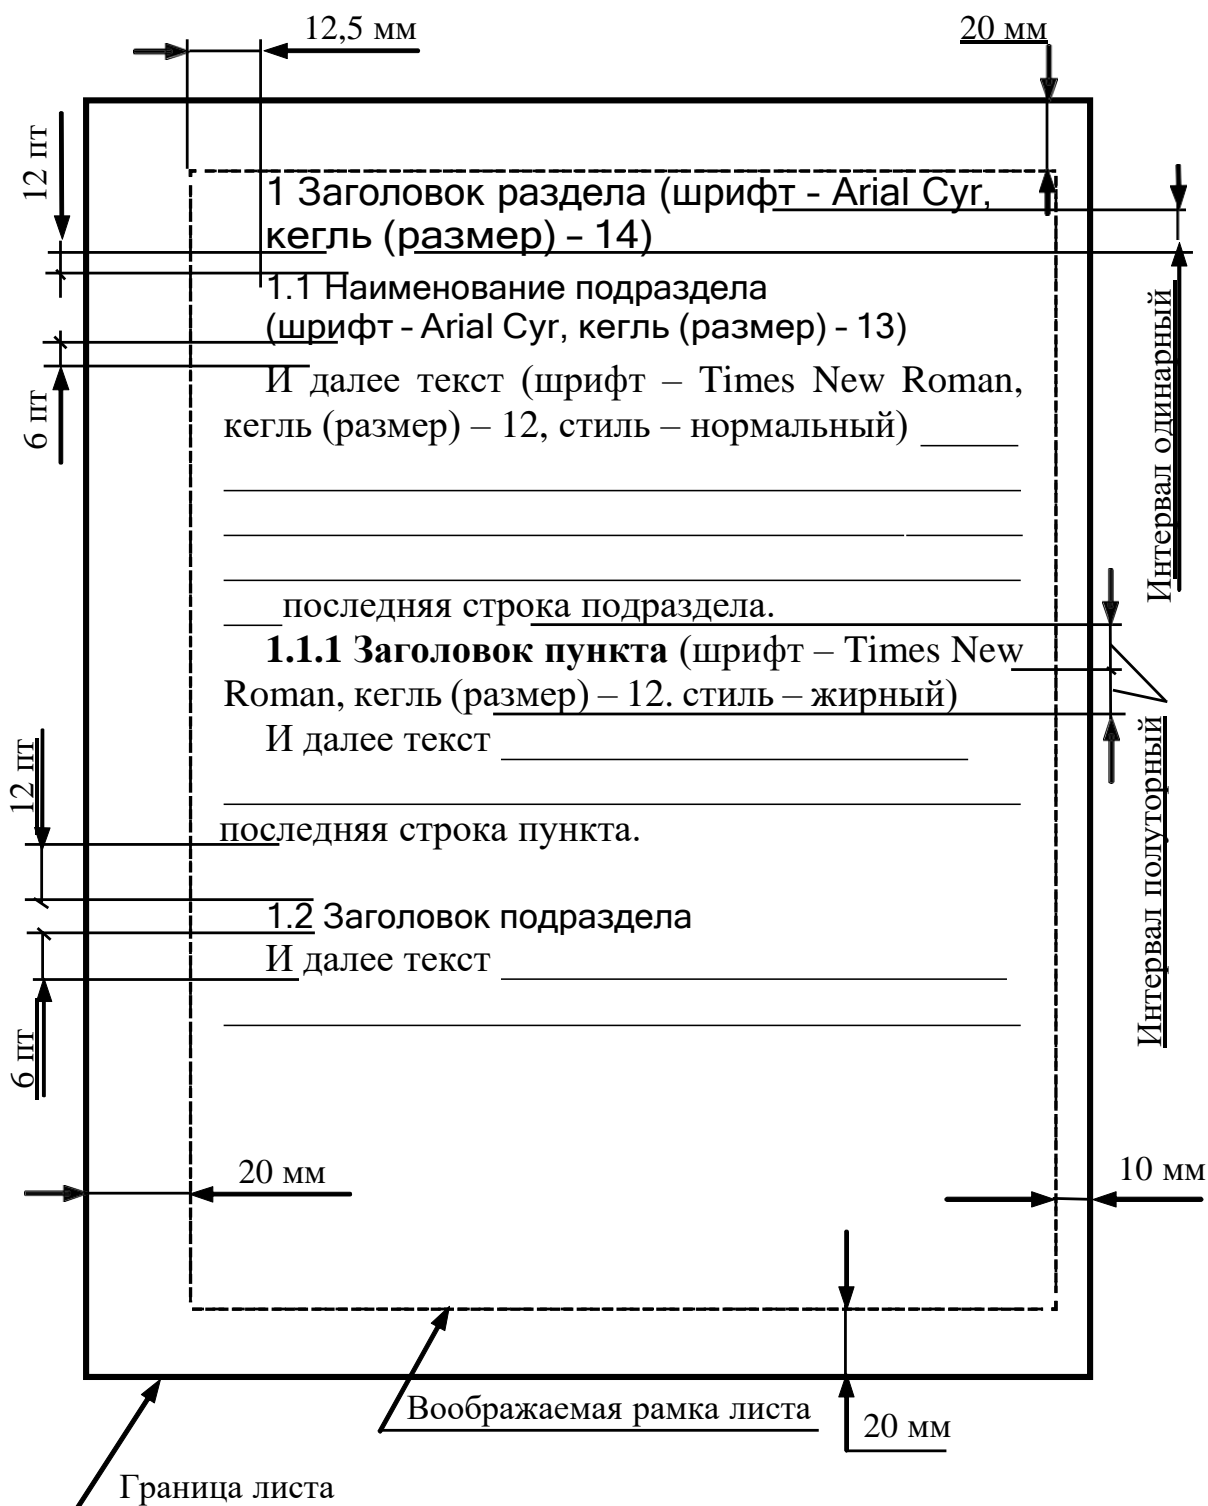 12,5 мм
20 мм
12 пт
1 Заголовок раздела (шрифт – Arial Cyr,
кегль (размер) – 14)
1.1 Наименование подраздела
(шрифт – Arial Cyr, кегль (размер) – 13)
6 пт
И далее текст (шрифт – Times New Roman,
кегль (размер) – 12, стиль – нормальный)
Интервал одинарный
последняя строка подраздела.
1.1.1 Заголовок пункта (шрифт – Times New
Roman, кегль (размер) – 12. стиль – жирный)
И далее текст
12 пт
последняя строка пункта.
Интервал полуторный
1.2 Заголовок подраздела
И далее текст
6 пт
20 мм
10 мм
Воображаемая рамка листа
20 мм
Граница листа